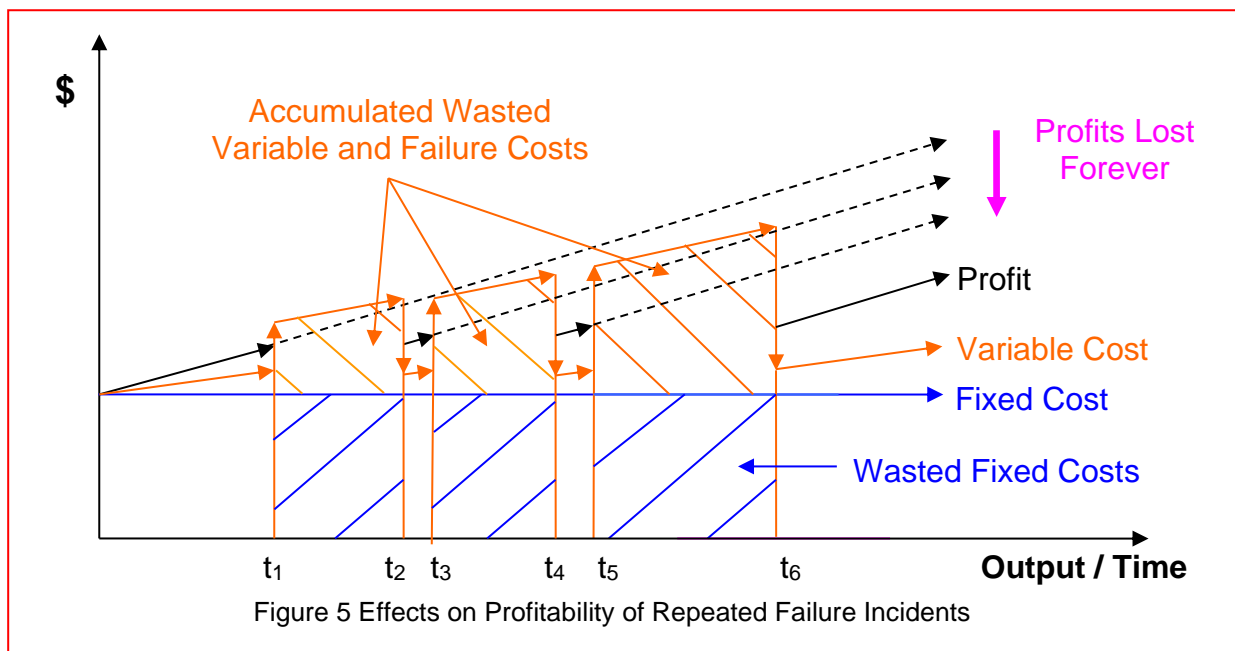 $
Accumulated Wasted
Variable and Failure Costs
Profits Lost
Forever
Profit
Variable Cost
Fixed Cost
Wasted Fixed Costs
t₁ t₂ t₃ t₄ t₅ t₆
Output / Time
Figure 5 Effects on Profitability of Repeated Failure Incidents